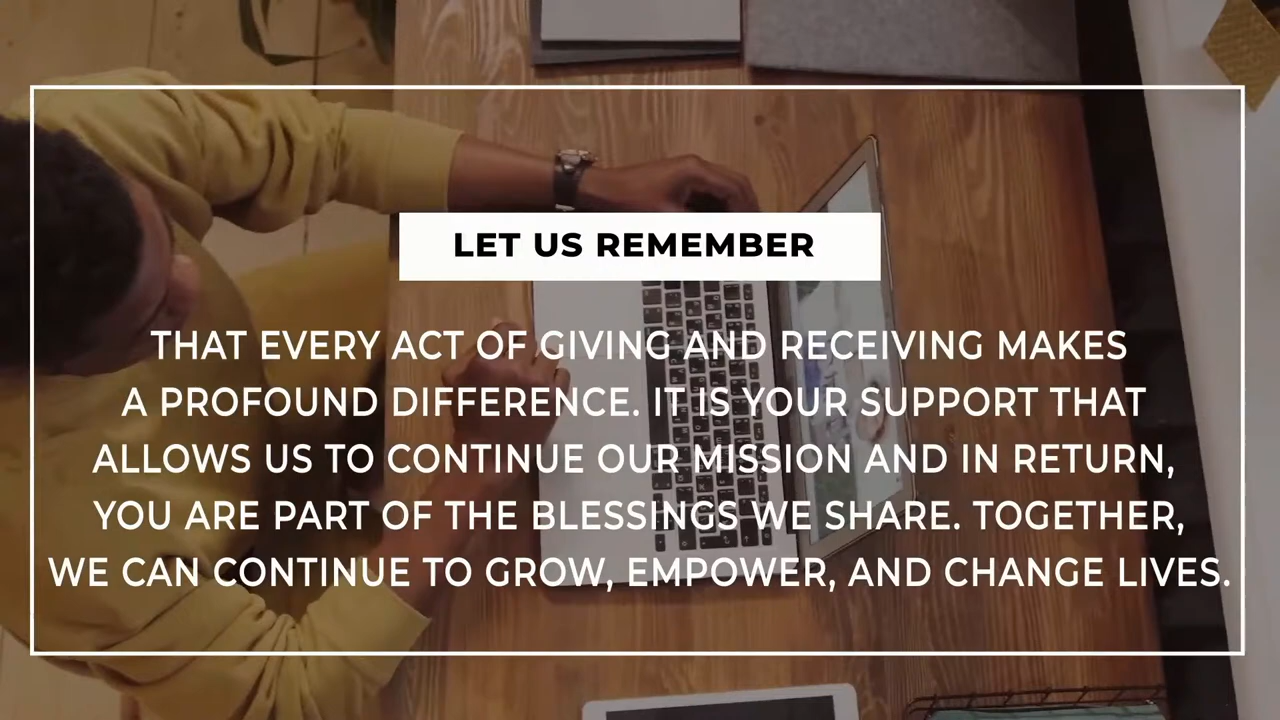 LET US REMEMBER
THAT EVERY ACT OF GIVING AND RECEIVING MAKES
A PROFOUND DIFFERENCE. IT IS YOUR SUPPORT THAT
ALLOWS US TO CONTINUE OUR MISSION AND IN RETURN,
YOU ARE PART OF THE BLESSINGS WE SHARE. TOGETHER,
WE CAN CONTINUE TO GROW, EMPOWER, AND CHANGE LIVES.